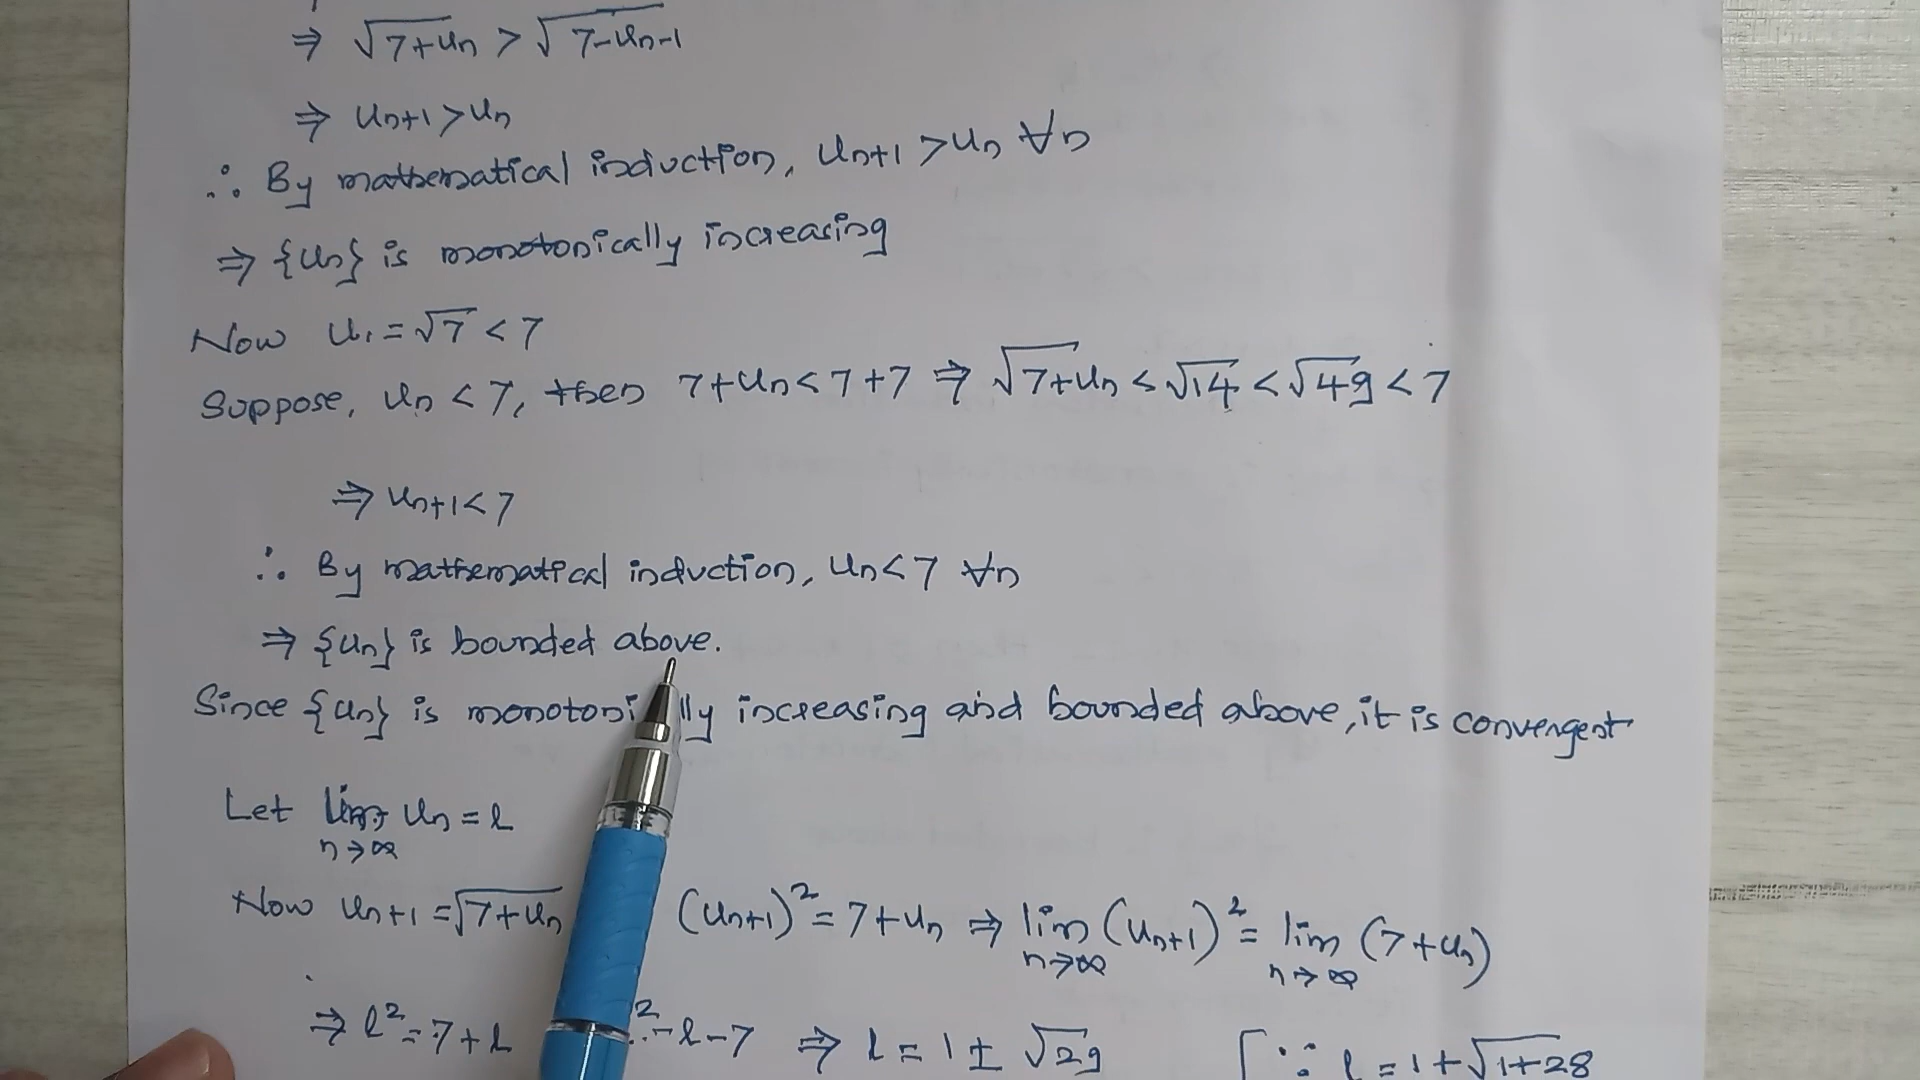 ⇒ √7+un > √7-un-1
⇒ un+1 > un
∴ By mathematical induction, un+1 > un ∀n
⇒ {un} is monotonically increasing
Now u1 = √7 < 7
Suppose, un < 7, then 7+un < 7+7 ⇒ √7+un < √14 < √49 < 7
⇒ un+1 < 7
∴ By mathematical induction, un < 7 ∀n
⇒ {un} is bounded above.
Since {un} is monotoni lly increasing and bounded above, it is convergent
Let lim un = l
n→∞
Now un+1 = √7+un (un+1)² = 7+un ⇒ lim (un+1)² = lim (7+un)
n→∞ n→∞
⇒ l² = 7+l ² - l - 7 ⇒ l = 1 ± √29 [∵ l = 1+√1+28